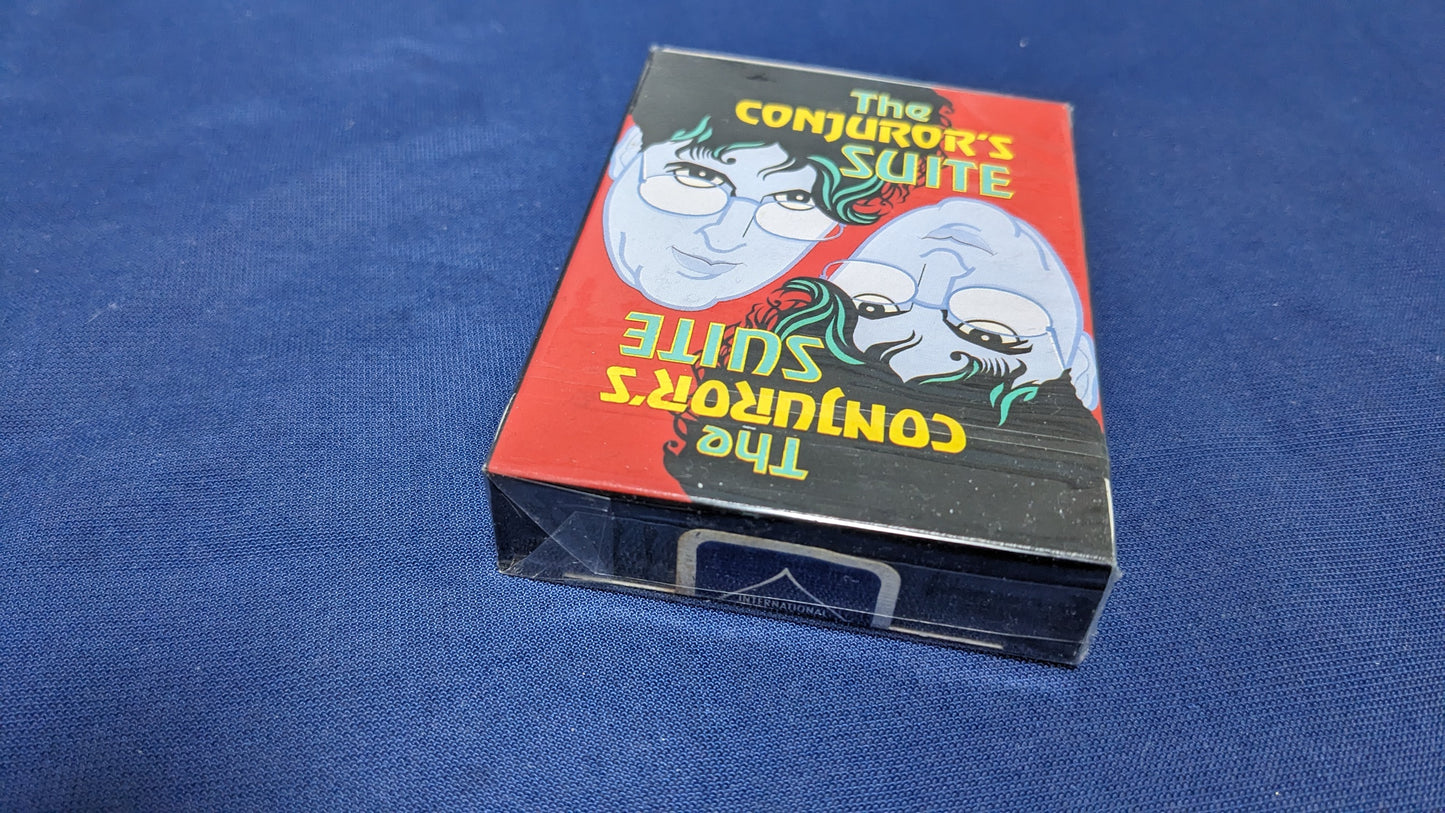 The
CONJUROR'S
SUITE
The
CONJUROR'S
SUITE
INTERNATIONAL